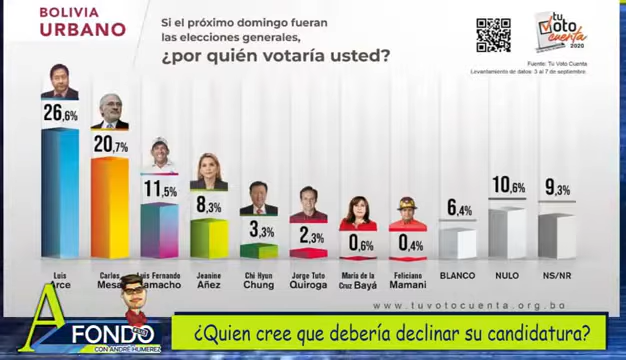 BOLIVIA
URBANO
Si el próximo domingo fueran
las elecciones generales,
¿por quién votaría usted?
tu
Voto
cuenta
2020
Fuente: Tu Voto Cuenta
Levantamiento de datos: 3 al 7 de septiembre.
26,6%
20,7%
11,5%
8,3%
3,3%
2,3%
0,6%
0,4%
6,4%
10,6%
9,3%
Luis Arce
Carlos Mesa
Luis Fernando Camacho
Jeanine Añez
Chi Hyun Chung
Jorge Tuto Quiroga
María de la Cruz Bayá
Feliciano Mamani
BLANCO
NULO
NS/NR
www.tuvotocuenta.org.bo
A FONDO
CON ANDRÉ HUMEREZ
¿Quien cree que debería declinar su candidatura?